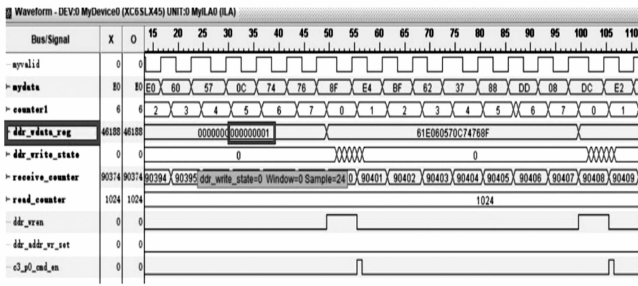 Waveform - DEV:0 MyDevice0 (XC6SLX45) UNIT:0 MyILA0 (ILA)
Bus/Signal X O 15 20 25 30 35 40 45 50 55 60 65 70 75 80 85 90 95 100 105 110
myvalid 0 0
mydata E0 E0 E0 60 57 0C 74 76 8F E4 BF 62 37 88 DD 08 DC E2
counter1 6 6 2 3 4 5 6 7 0 1 2 3 4 5 6 7 0 1
ddr_wdata_reg 46188 46188 0000000 000000001 61E060570C74768F
ddr_write_state 0 0 0 0
receive_counter 90374 90374 90394 90395 ddr_write_state=0 Window=0 Sample=24 0 90401 90402 90403 90404 90405 90406 90407 90408 90409
read_counter 1024 1024 1024
ddr_wren 0 0
ddr_addr_wr_set 0 0
c3_p0_cmd_en 0 0